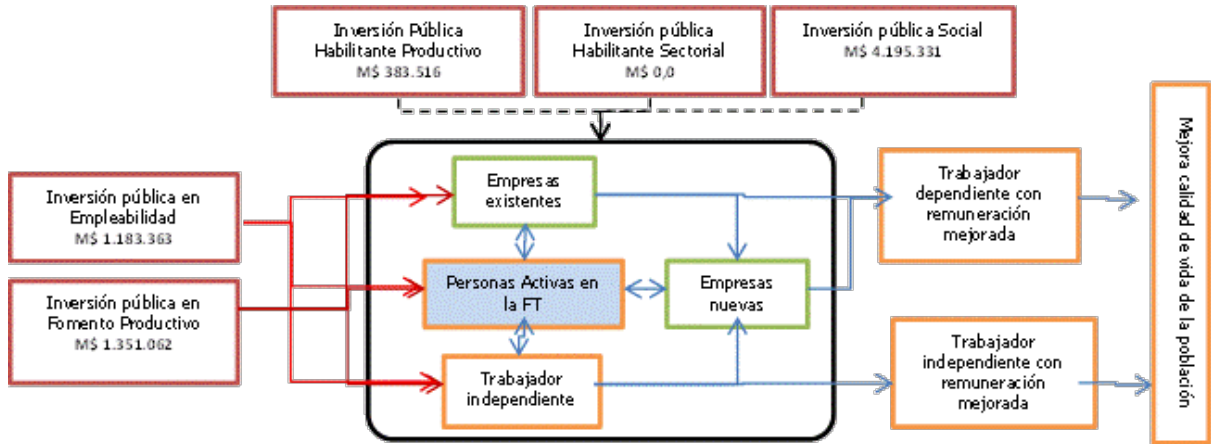 Inversión Pública
Habilitante Productivo
M$ 383.516
Inversión pública
Habilitante Sectorial
M$ 0,0
Inversión pública Social
M$ 4.195.331
Inversión pública en
Empleabilidad
M$ 1.183.363
Inversión pública en
Fomento Productivo
M$ 1.351.062
Empresas
existentes
Personas Activas en
la FT
Empresas
nuevas
Trabajador
independiente
Trabajador
dependiente con
remuneración
mejorada
Trabajador
independiente con
remuneración
mejorada
Mejora calidad de vida de la población